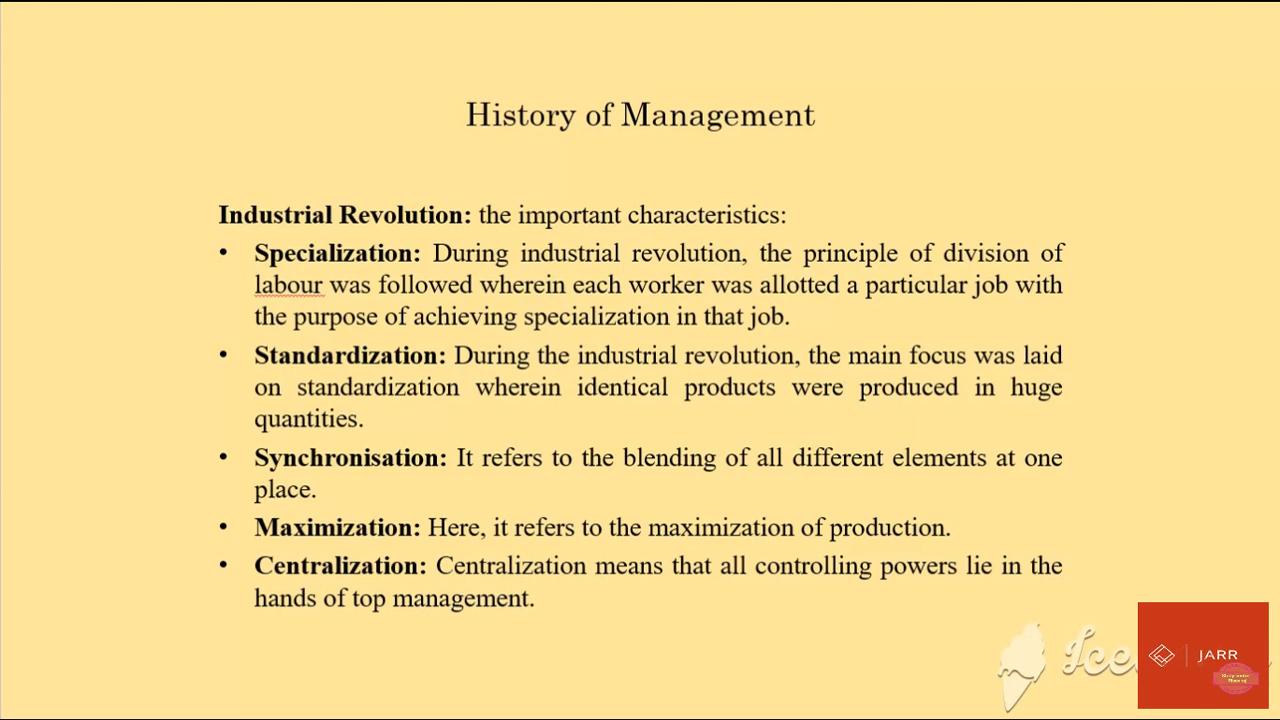 History of Management
Industrial Revolution: the important characteristics:
• Specialization: During industrial revolution, the principle of division of
labour was followed wherein each worker was allotted a particular job with
the purpose of achieving specialization in that job.
• Standardization: During the industrial revolution, the main focus was laid
on standardization wherein identical products were produced in huge
quantities.
• Synchronisation: It refers to the blending of all different elements at one
place.
• Maximization: Here, it refers to the maximization of production.
• Centralization: Centralization means that all controlling powers lie in the
hands of top management.
JARR